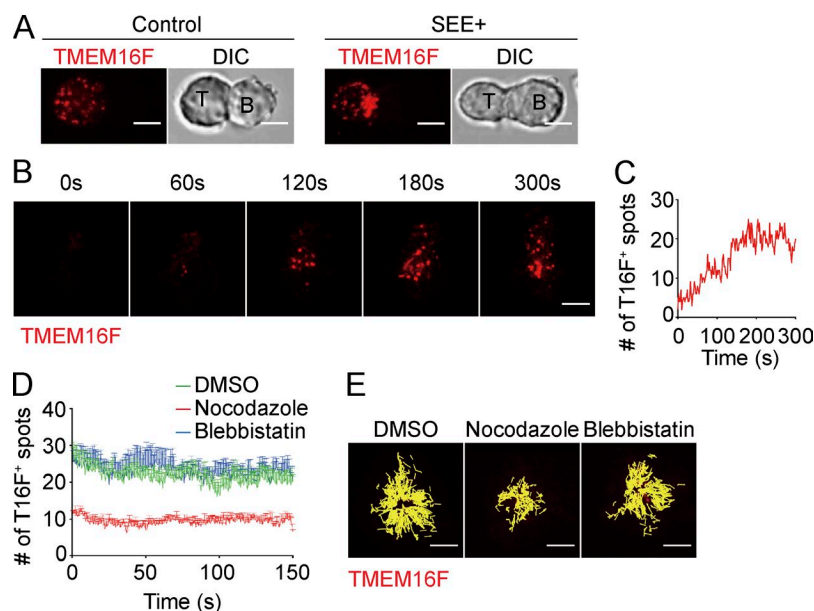 A
Control
SEE+
TMEM16F
DIC
TMEM16F
DIC
T
B
T
B
B
0s
60s
120s
180s
300s
TMEM16F
C
# of T16F+ spots
30
20
10
0
0
100
200
300
Time (s)
D
# of T16F+ spots
40
30
20
10
0
DMSO
Nocodazole
Blebbistatin
0
50
100
150
Time (s)
E
DMSO
Nocodazole
Blebbistatin
TMEM16F